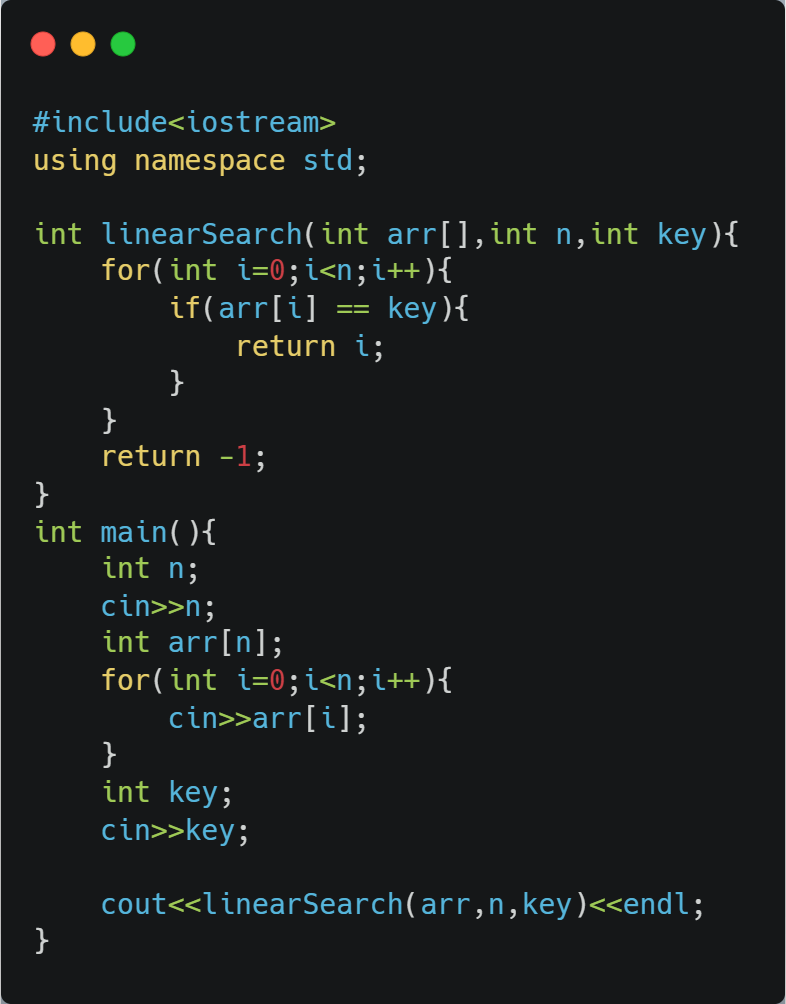 #include<iostream>
using namespace std;

int linearSearch(int arr[],int n,int key){
    for(int i=0;i<n;i++){
        if(arr[i] == key){
            return i;
        }
    }
    return -1;
}
int main(){
    int n;
    cin>>n;
    int arr[n];
    for(int i=0;i<n;i++){
        cin>>arr[i];
    }
    int key;
    cin>>key;

    cout<<linearSearch(arr,n,key)<<endl;
}